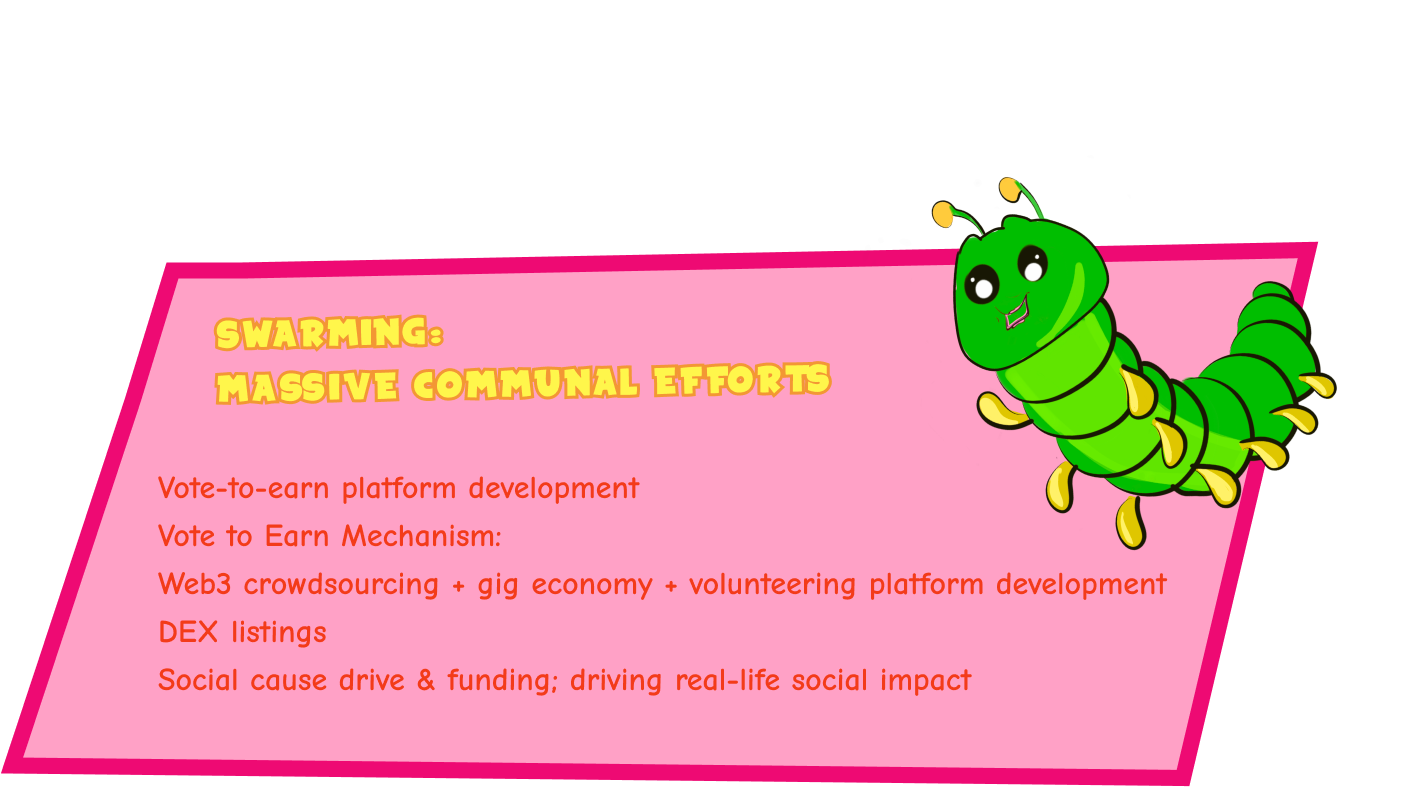 SWARMING:
MASSIVE COMMUNAL EFFORTS
Vote-to-earn platform development
Vote to Earn Mechanism:
Web3 crowdsourcing + gig economy + volunteering platform development
DEX listings
Social cause drive & funding; driving real-life social impact